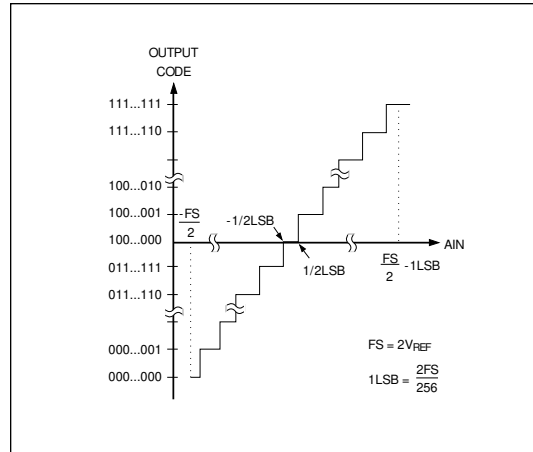 OUTPUT
CODE
111...111
111...110
100...010
100...001
100...000
011...111
011...110
000...001
000...000
-FS
2
-1/2LSB
1/2LSB
AIN
FS
2
-1LSB
FS = 2VREF
1LSB = 2FS
256